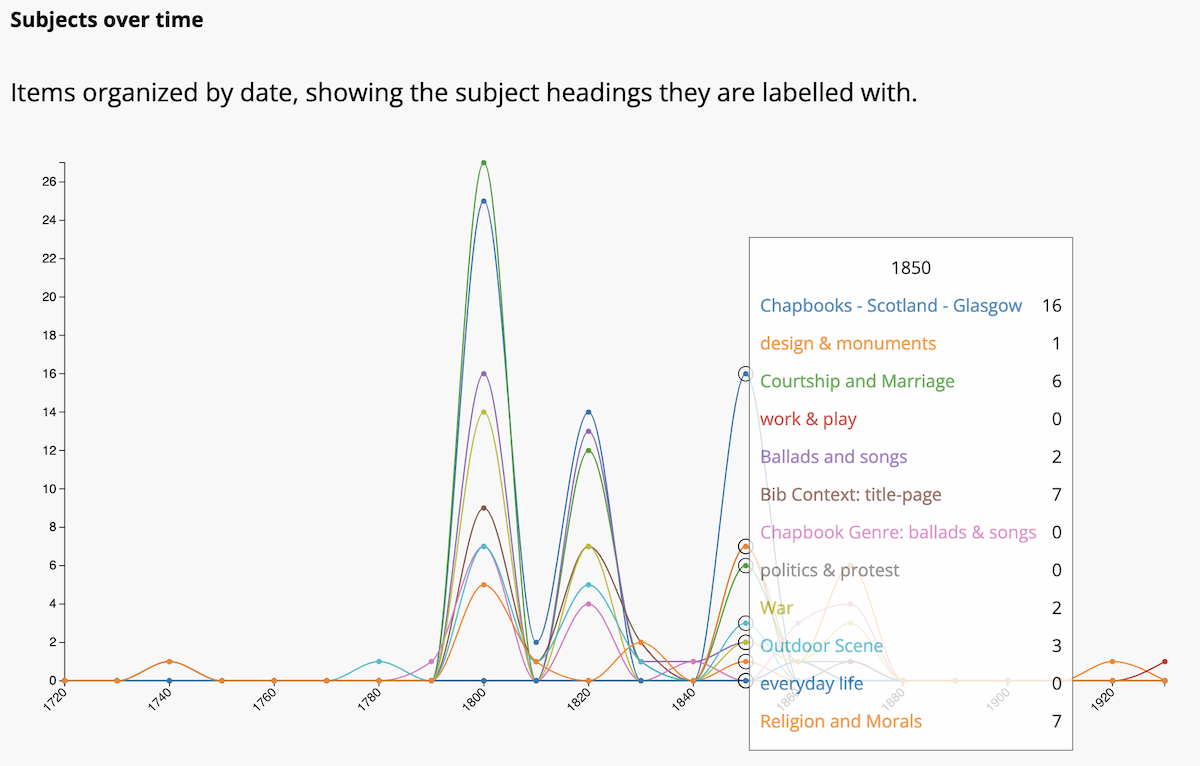 Subjects over time
Items organized by date, showing the subject headings they are labelled with.
26
24
22
20
18
16
14
12
10
8
6
4
2
0
1720
1740
1760
1780
1800
1820
1840
1860
1880
1900
1920
1850
Chapbooks - Scotland - Glasgow 16
design & monuments 1
Courtship and Marriage 6
work & play 0
Ballads and songs 2
Bib Context: title-page 7
Chapbook Genre: ballads & songs 0
politics & protest 0
War 2
Outdoor Scene 3
everyday life 0
Religion and Morals 7